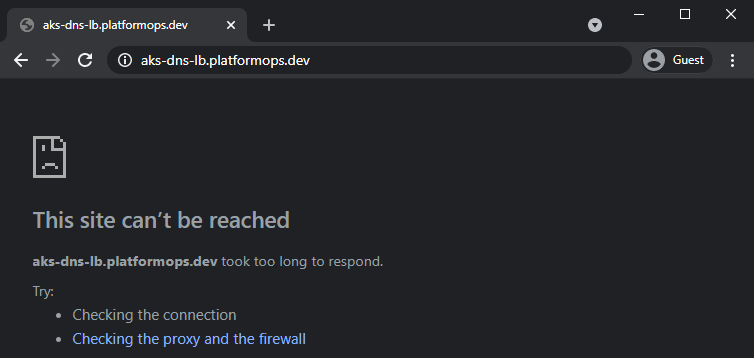 aks-dns-lb.platformops.dev
aks-dns-lb.platformops.dev
Guest
This site can’t be reached
aks-dns-lb.platformops.dev took too long to respond.
Try:
• Checking the connection
• Checking the proxy and the firewall